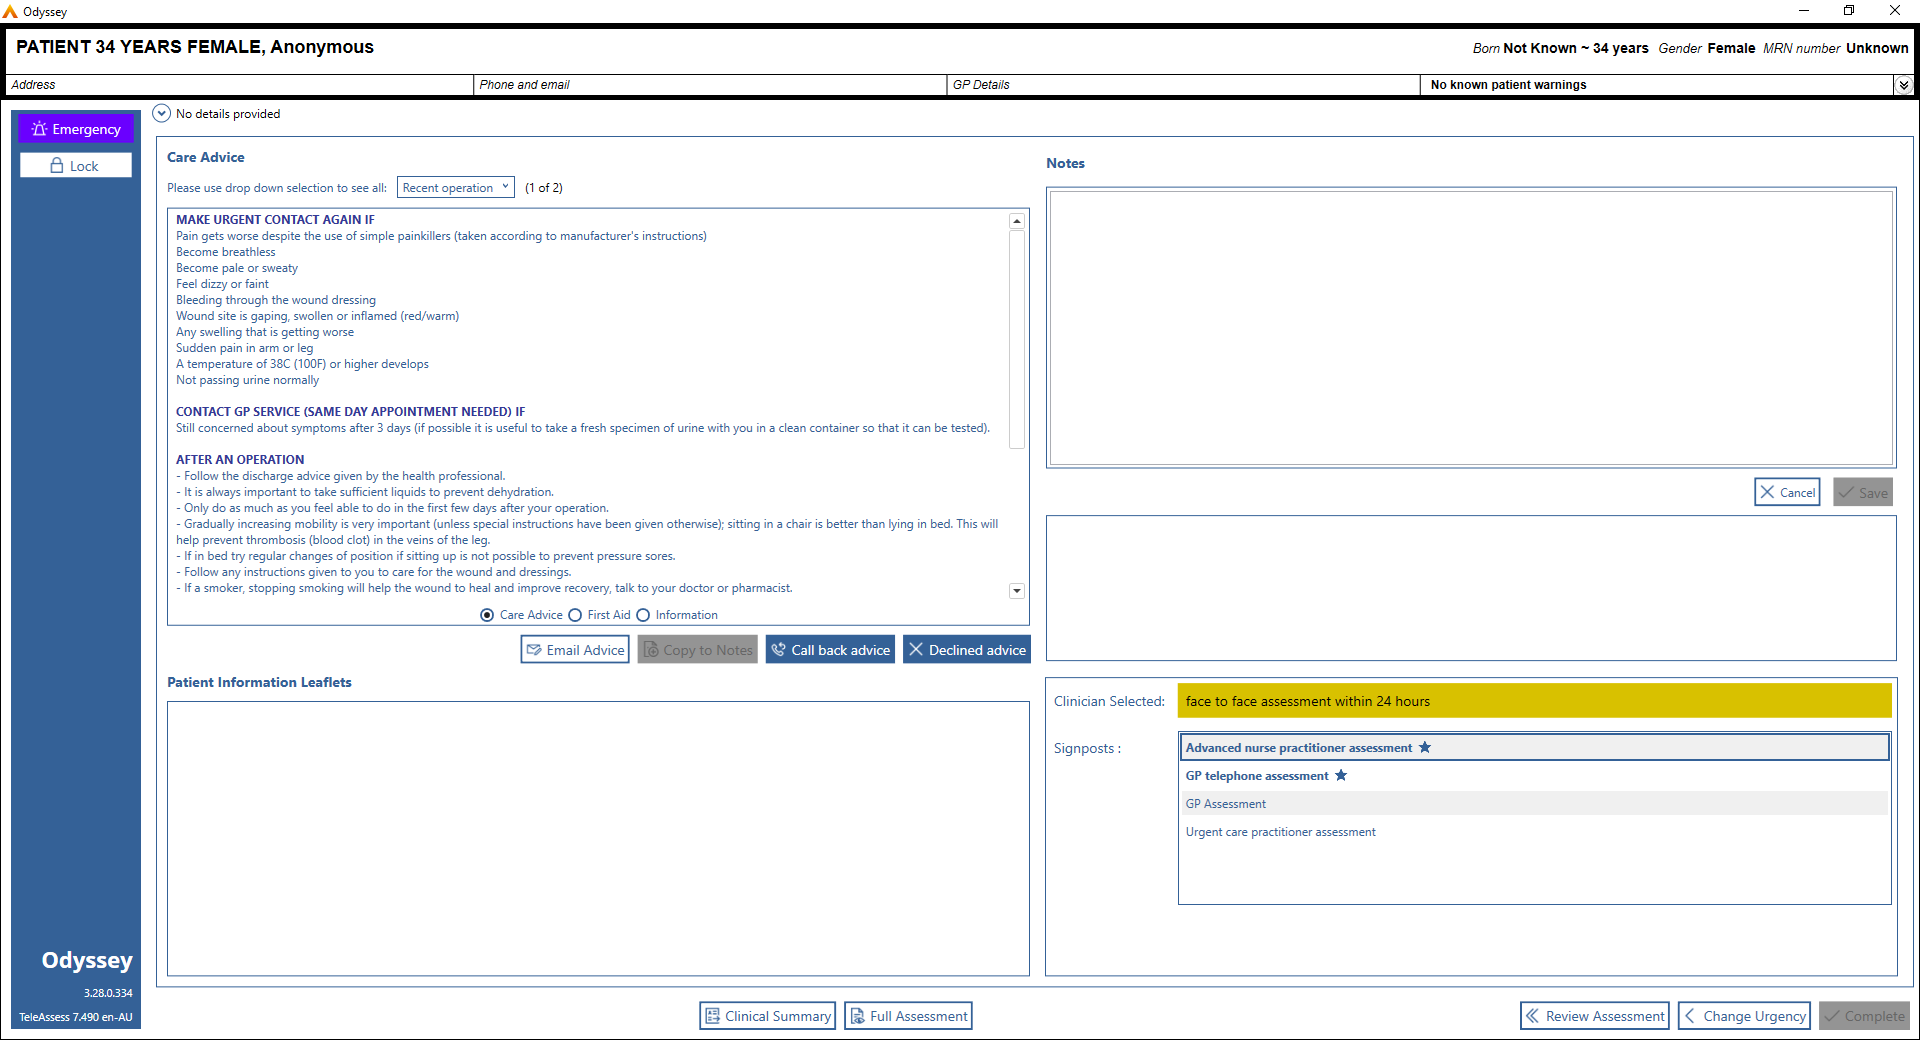 Odyssey
PATIENT 34 YEARS FEMALE, Anonymous
Born Not Known ~ 34 years Gender Female MRN number Unknown
Address
Phone and email
GP Details
No known patient warnings
Emergency
Lock
No details provided
Care Advice
Please use drop down selection to see all: Recent operation (1 of 2)
MAKE URGENT CONTACT AGAIN IF
Pain gets worse despite the use of simple painkillers (taken according to manufacturer's instructions)
Become breathless
Become pale or sweaty
Feel dizzy or faint
Bleeding through the wound dressing
Wound site is gaping, swollen or inflamed (red/warm)
Any swelling that is getting worse
Sudden pain in arm or leg
A temperature of 38C (100F) or higher develops
Not passing urine normally
CONTACT GP SERVICE (SAME DAY APPOINTMENT NEEDED) IF
Still concerned about symptoms after 3 days (if possible it is useful to take a fresh specimen of urine with you in a clean container so that it can be tested).
AFTER AN OPERATION
- Follow the discharge advice given by the health professional.
- It is always important to take sufficient liquids to prevent dehydration.
- Only do as much as you feel able to do in the first few days after your operation.
- Gradually increasing mobility is very important (unless special instructions have been given otherwise); sitting in a chair is better than lying in bed. This will
help prevent thrombosis (blood clot) in the veins of the leg.
- If in bed try regular changes of position if sitting up is not possible to prevent pressure sores.
- Follow any instructions given to you to care for the wound and dressings.
- If a smoker, stopping smoking will help the wound to heal and improve recovery, talk to your doctor or pharmacist.
Care Advice First Aid Information
Email Advice Copy to Notes Call back advice Declined advice
Patient Information Leaflets
Notes
Cancel Save
Clinician Selected: face to face assessment within 24 hours
Signposts : Advanced nurse practitioner assessment
GP telephone assessment
GP Assessment
Urgent care practitioner assessment
Odyssey
3.28.0.334
TeleAssess 7.490 en-AU
Clinical Summary Full Assessment
Review Assessment Change Urgency Complete